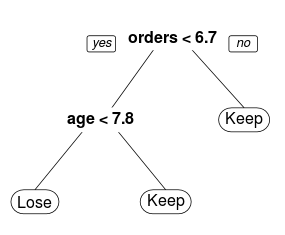 yes orders < 6.7 no
age < 7.8 Keep
Lose Keep